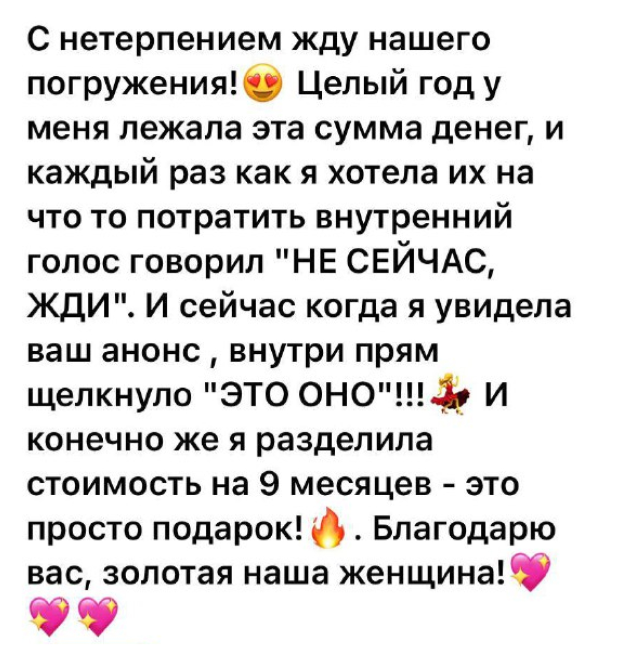 С нетерпением жду нашего
погружения!😍 Целый год у
меня лежала эта сумма денег, и
каждый раз как я хотела их на
что то потратить внутренний
голос говорил "НЕ СЕЙЧАС,
ЖДИ". И сейчас когда я увидела
ваш анонс , внутри прям
щелкнуло "ЭТО ОНО"!!!💃 И
конечно же я разделила
стоимость на 9 месяцев - это
просто подарок!🔥 . Благодарю
вас, золотая наша женщина!💖
💖💖